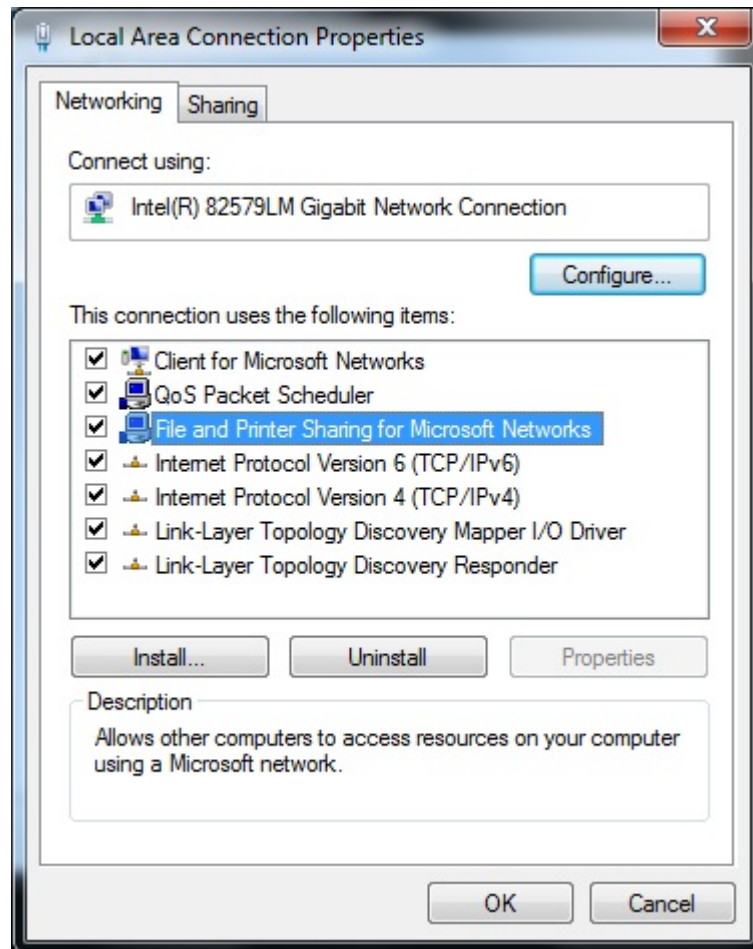 Local Area Connection Properties
Networking Sharing
Connect using:
Intel(R) 82579LM Gigabit Network Connection
Configure...
This connection uses the following items:
Client for Microsoft Networks
QoS Packet Scheduler
File and Printer Sharing for Microsoft Networks
Internet Protocol Version 6 (TCP/IPv6)
Internet Protocol Version 4 (TCP/IPv4)
Link-Layer Topology Discovery Mapper I/O Driver
Link-Layer Topology Discovery Responder
Install... Uninstall Properties
Description
Allows other computers to access resources on your computer
using a Microsoft network.
OK Cancel